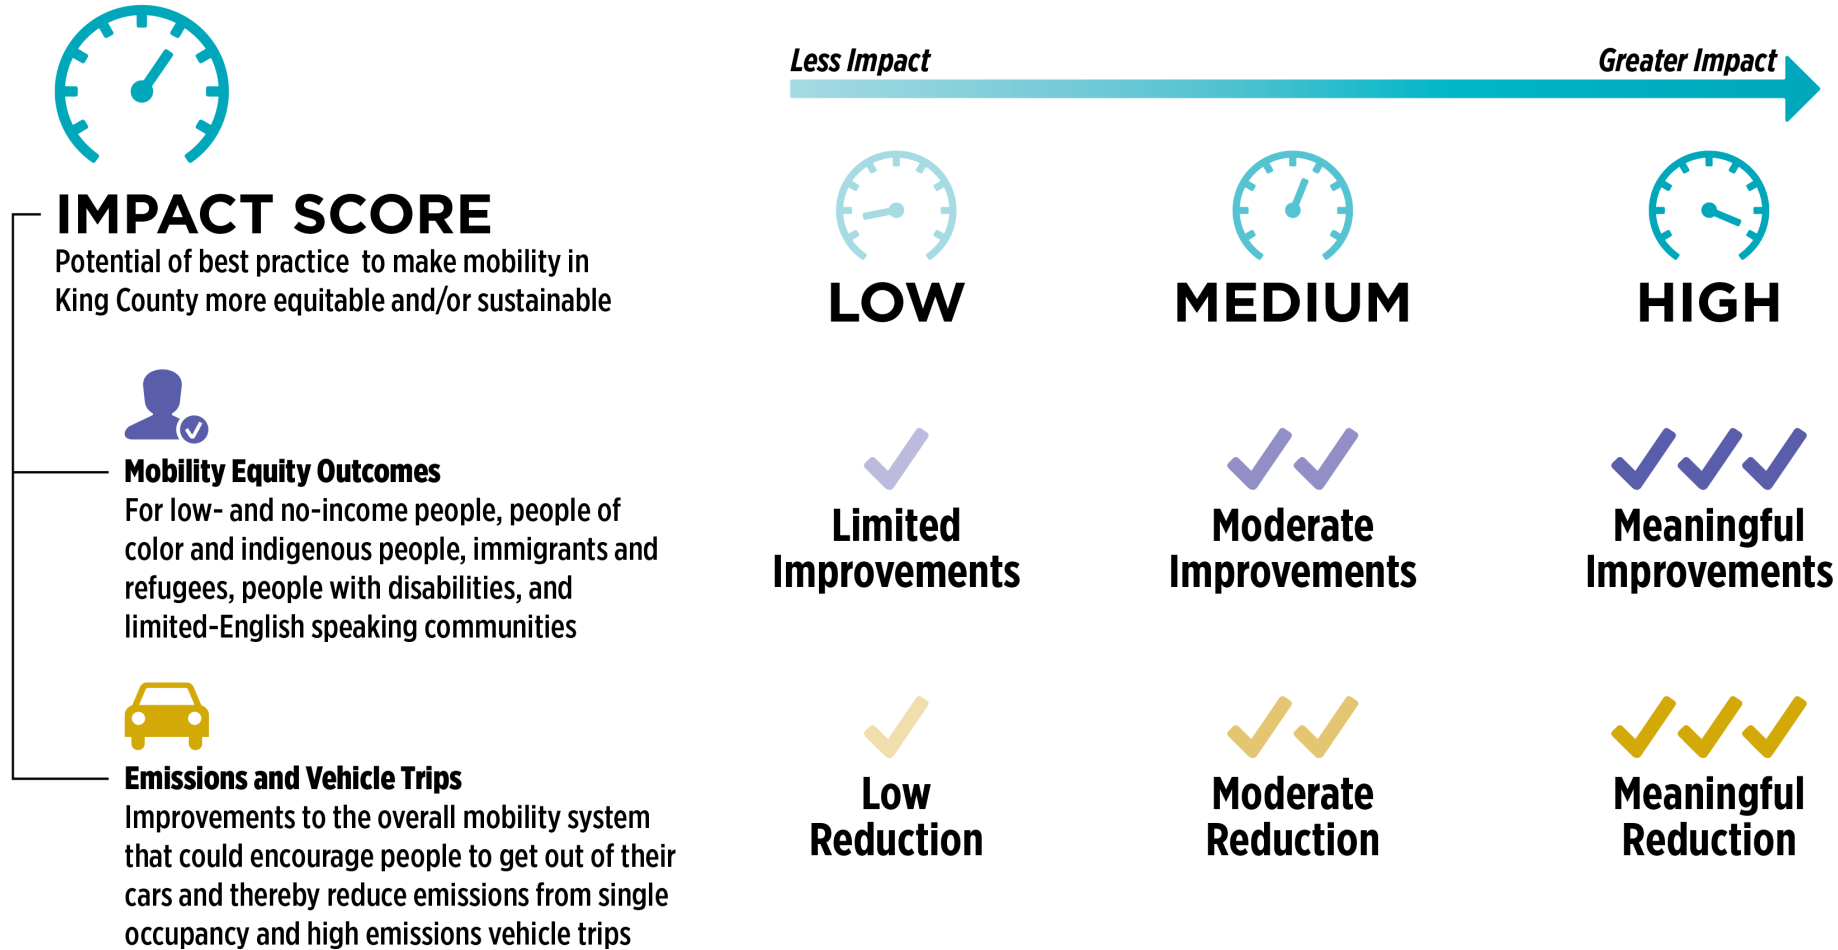 Less Impact
Greater Impact
IMPACT SCORE
Potential of best practice to make mobility in
King County more equitable and/or sustainable
LOW
MEDIUM
HIGH
Mobility Equity Outcomes
For low- and no-income people, people of
color and indigenous people, immigrants and
refugees, people with disabilities, and
limited-English speaking communities
Limited
Improvements
Moderate
Improvements
Meaningful
Improvements
Emissions and Vehicle Trips
Improvements to the overall mobility system
that could encourage people to get out of their
cars and thereby reduce emissions from single
occupancy and high emissions vehicle trips
Low
Reduction
Moderate
Reduction
Meaningful
Reduction